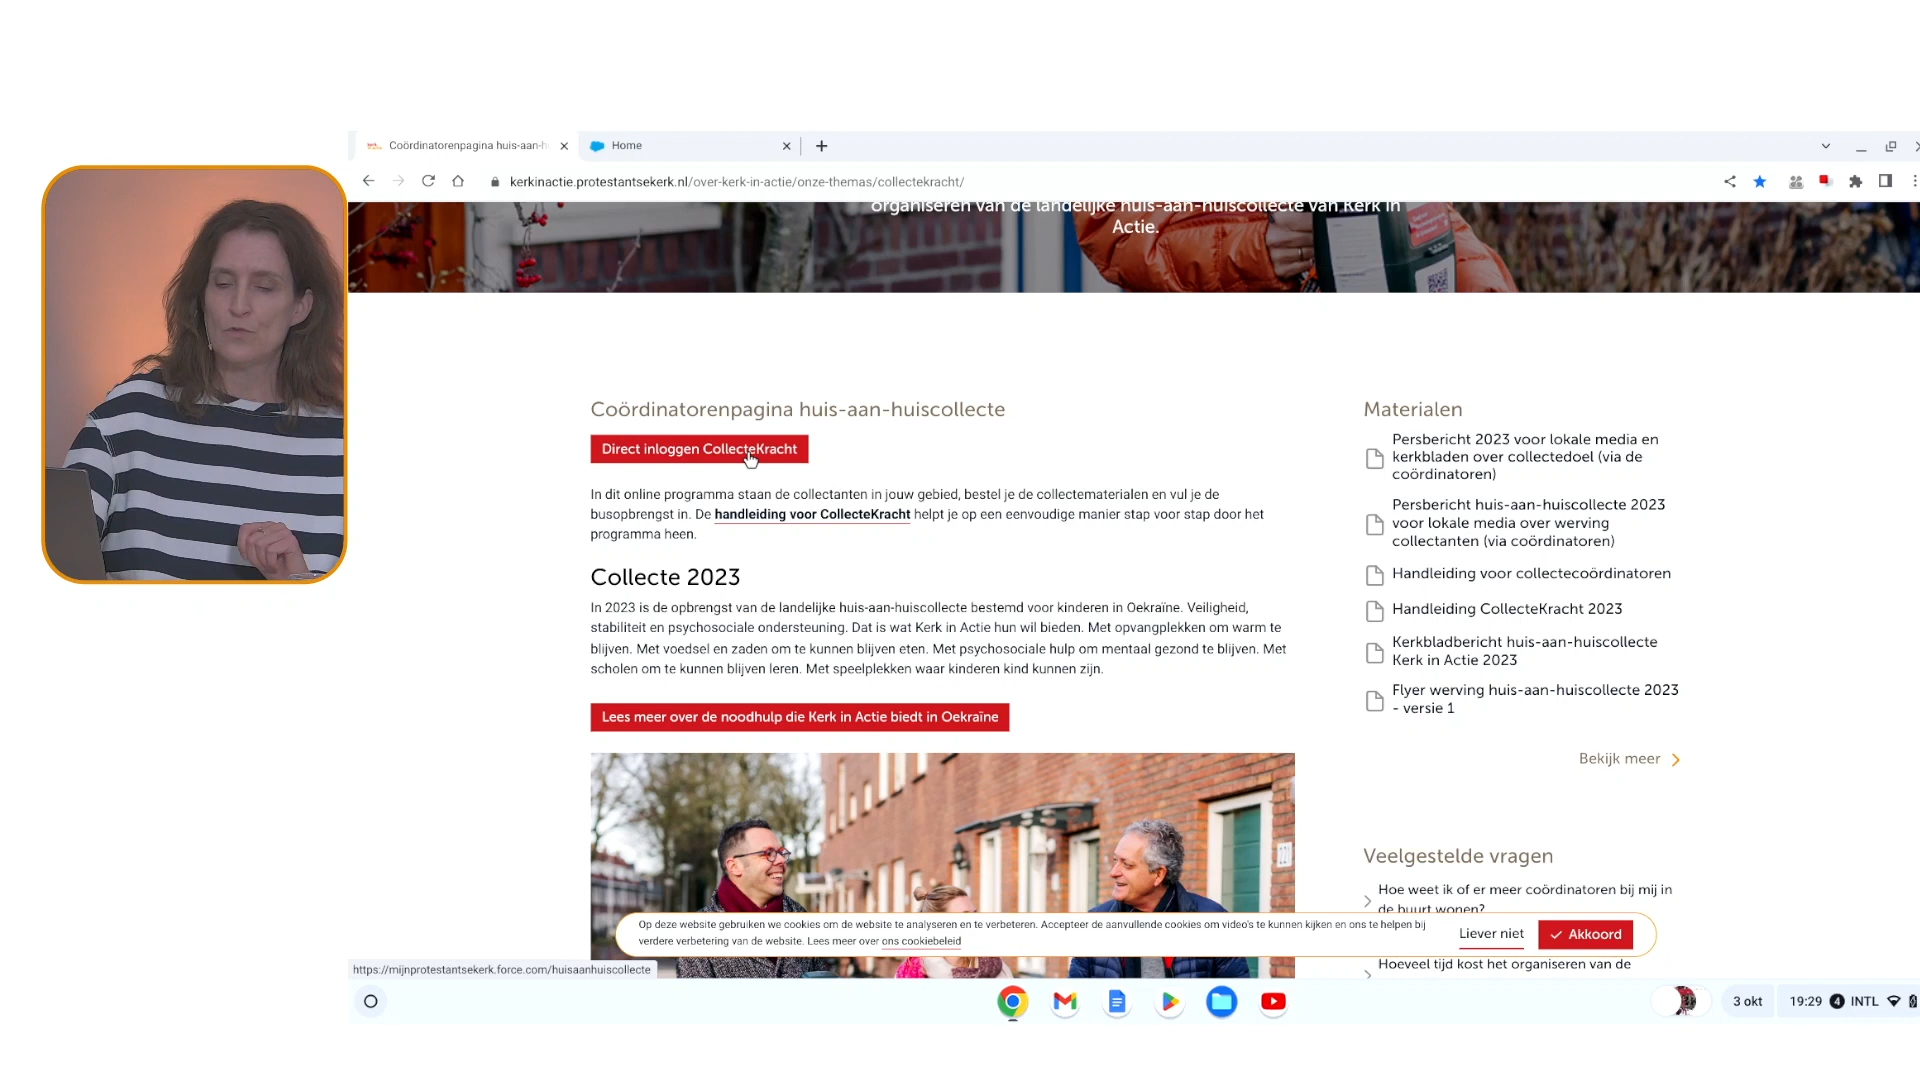 Coördinatorenpagina huis-aan-h
Home
kerkinactie.protestantsekerk.nl/over-kerk-in-actie/onze-themas/collectekracht/
organiseren van de landelijke huis-aan-huiscollecte van Kerk in
Actie.
Coördinatorenpagina huis-aan-huiscollecte
Direct inloggen CollecteKracht
In dit online programma staan de collectanten in jouw gebied, bestel je de collectematerialen en vul je de
busopbrengst in. De handleiding voor CollecteKracht helpt je op een eenvoudige manier stap voor stap door het
programma heen.
Collecte 2023
In 2023 is de opbrengst van de landelijke huis-aan-huiscollecte bestemd voor kinderen in Oekraïne. Veiligheid,
stabiliteit en psychosociale ondersteuning. Dat is wat Kerk in Actie hun wil bieden. Met opvangplekken om warm te
blijven. Met voedsel en zaden om te kunnen blijven eten. Met psychosociale hulp om mentaal gezond te blijven. Met
scholen om te kunnen blijven leren. Met speelplekken waar kinderen kind kunnen zijn.
Lees meer over de noodhulp die Kerk in Actie biedt in Oekraïne
221
Materialen
Persbericht 2023 voor lokale media en
kerkbladen over collectedoel (via de
coördinatoren)
Persbericht huis-aan-huiscollecte 2023
voor lokale media over werving
collectanten (via coördinatoren)
Handleiding voor collectecoördinatoren
Handleiding CollecteKracht 2023
Kerkbladbericht huis-aan-huiscollecte
Kerk in Actie 2023
Flyer werving huis-aan-huiscollecte 2023
- versie 1
Bekijk meer
Veelgestelde vragen
Hoe weet ik of er meer coördinatoren bij mij in
de buurt wonen?
Hoeveel tijd kost het organiseren van de
Op deze website gebruiken we cookies om de website te analyseren en te verbeteren. Accepteer de aanvullende cookies om video's te kunnen kijken en ons te helpen bij
verdere verbetering van de website. Lees meer over ons cookiebeleid
Liever niet
Akkoord
https://mijnprotestantsekerk.force.com/huisaanhuiscollecte
3 okt
19:29 4 INTL